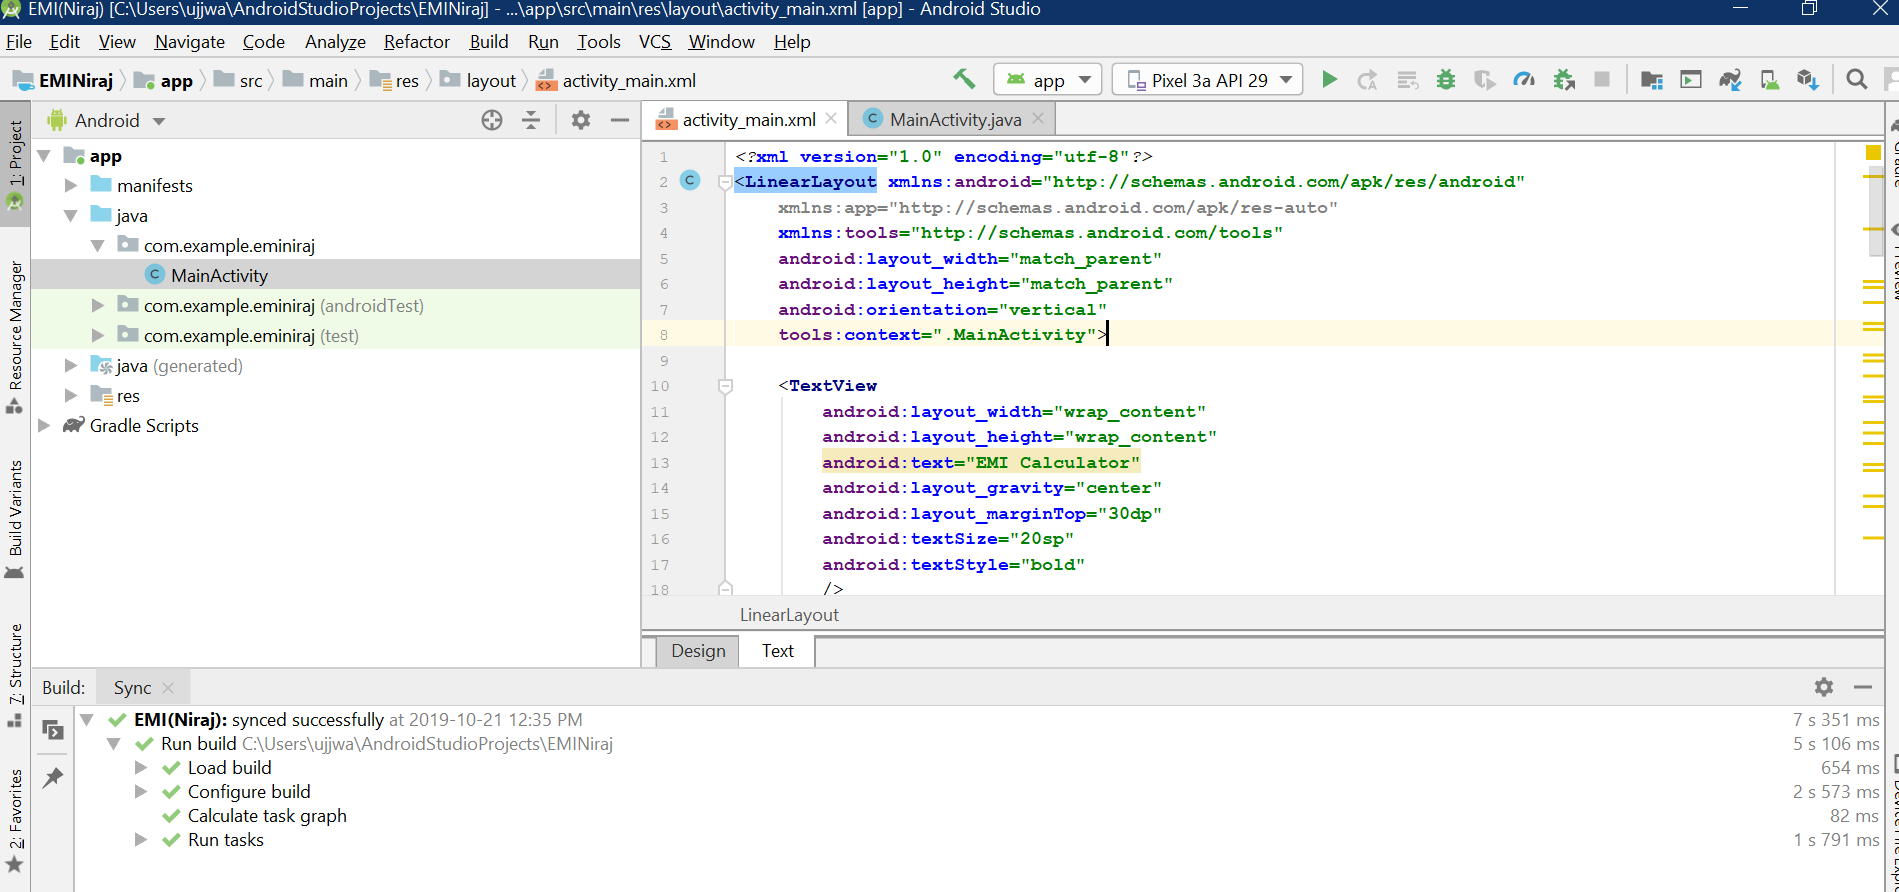 EMI(Niraj) [C:\Users\ujjwa\AndroidStudioProjects\EMINiraj] - ...\app\src\main\res\layout\activity_main.xml [app] - Android Studio
File Edit View Navigate Code Analyze Refactor Build Run Tools VCS Window Help
EMINiraj app src main res layout activity_main.xml app Pixel 3a API 29
1: Project
Resource Manager
Build Variants
7: Structure
2: Favorites
Android
app
manifests
java
com.example.eminiraj
MainActivity
com.example.eminiraj (androidTest)
com.example.eminiraj (test)
java (generated)
res
Gradle Scripts
activity_main.xml MainActivity.java
1 <?xml version="1.0" encoding="utf-8"?>
2 <LinearLayout xmlns:android="http://schemas.android.com/apk/res/android"
3 xmlns:app="http://schemas.android.com/apk/res-auto"
4 xmlns:tools="http://schemas.android.com/tools"
5 android:layout_width="match_parent"
6 android:layout_height="match_parent"
7 android:orientation="vertical"
8 tools:context=".MainActivity">
9
10 <TextView
11 android:layout_width="wrap_content"
12 android:layout_height="wrap_content"
13 android:text="EMI Calculator"
14 android:layout_gravity="center"
15 android:layout_marginTop="30dp"
16 android:textSize="20sp"
17 android:textStyle="bold"
18 />
LinearLayout
Design Text
Build: Sync
EMI(Niraj): synced successfully at 2019-10-21 12:35 PM 7 s 351 ms
Run build C:\Users\ujjwa\AndroidStudioProjects\EMINiraj 5 s 106 ms
Load build 654 ms
Configure build 2 s 573 ms
Calculate task graph 82 ms
Run tasks 1 s 791 ms